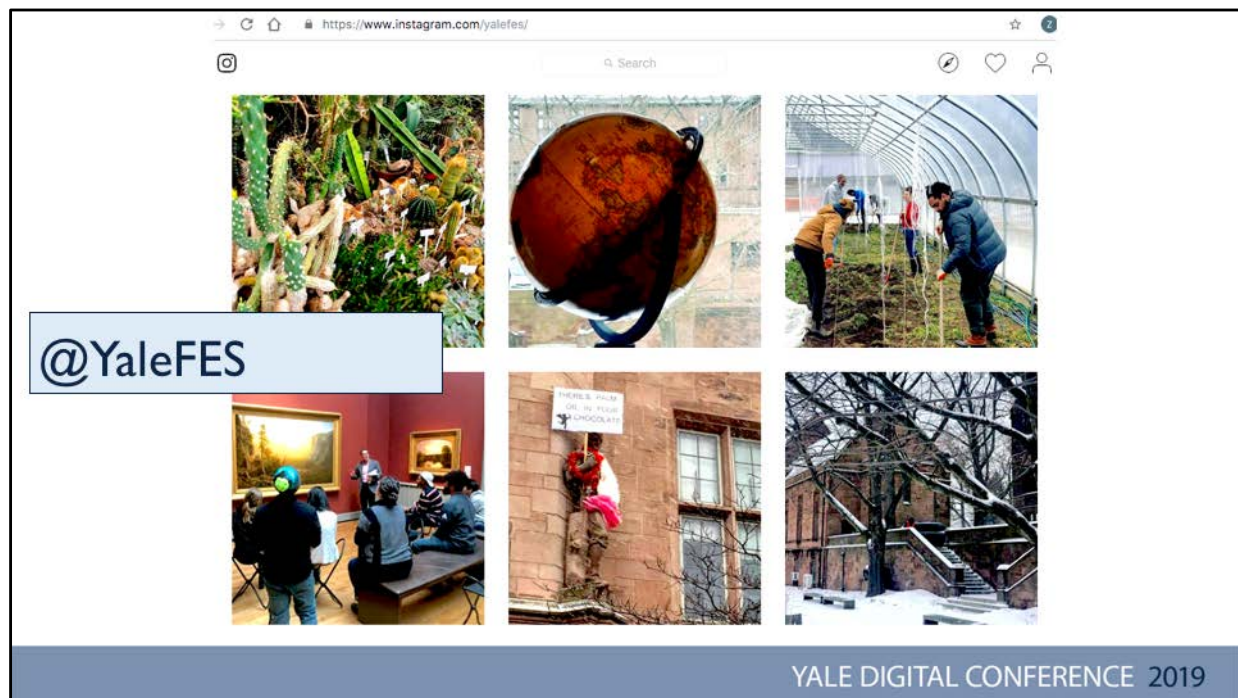 https://www.instagram.com/yalefes/
Z
Search
@YaleFES
THERE'S PALM
OIL IN YOUR
CHOCOLATE
YALE DIGITAL CONFERENCE 2019